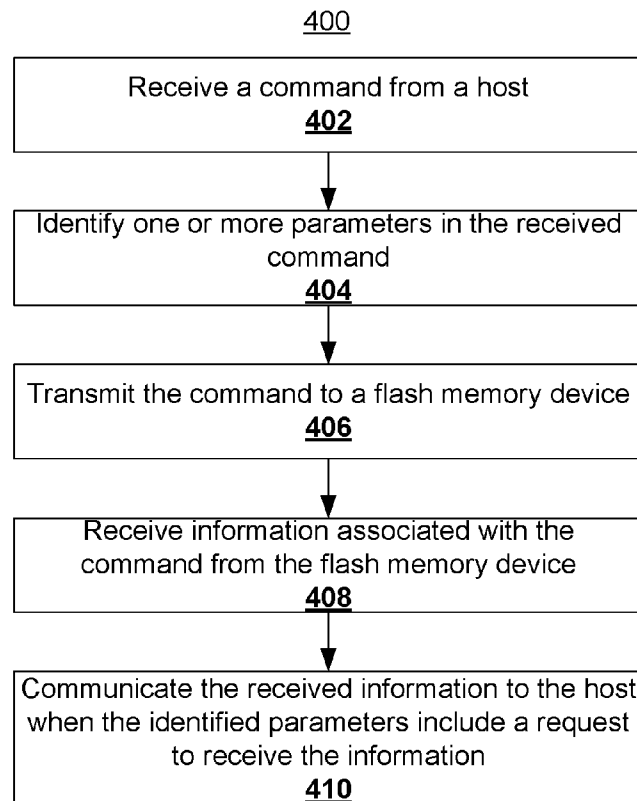 400
Receive a command from a host
402
Identify one or more parameters in the received
command
404
Transmit the command to a flash memory device
406
Receive information associated with the
command from the flash memory device
408
Communicate the received information to the host
when the identified parameters include a request
to receive the information
410